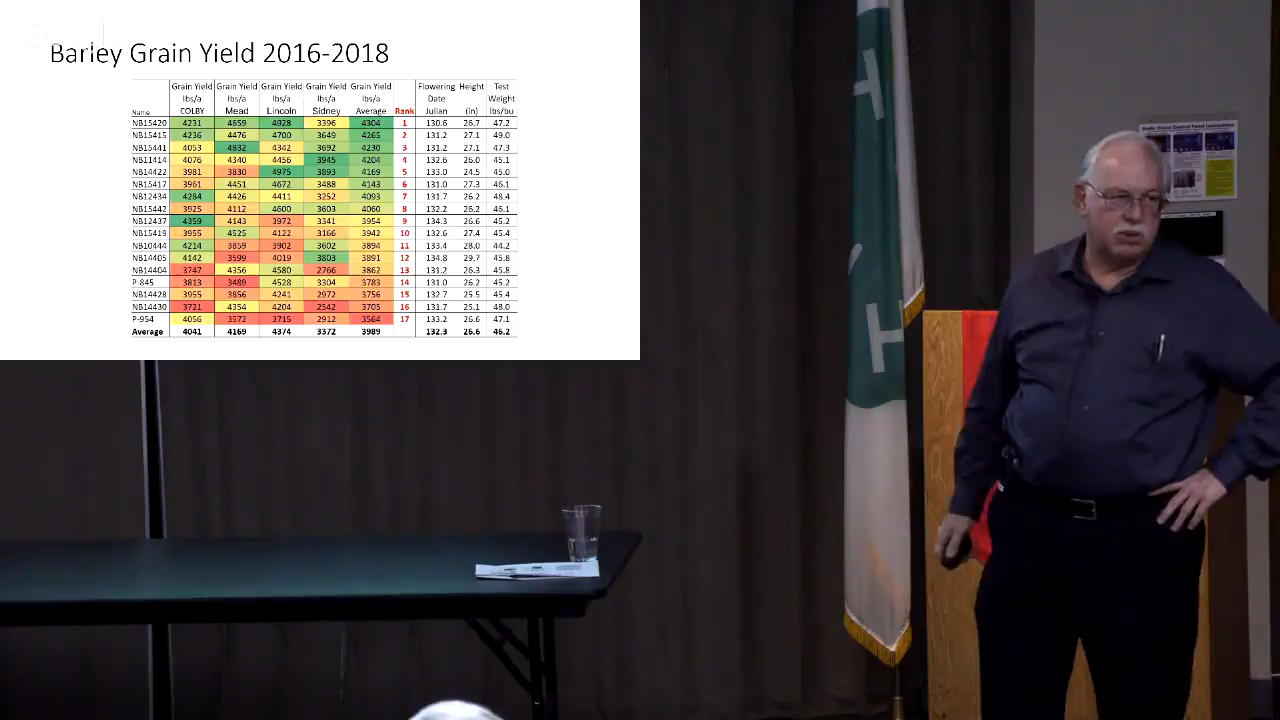 Barley Grain Yield 2016-2018
Grain Yield Grain Yield Grain Yield Grain Yield Grain Yield Flowering Height Test
lbs/a lbs/a lbs/a lbs/a lbs/a Date Weight
Name COLBY Mead Lincoln Sidney Average Rank Julian (in) lbs/bu
NB15420 4231 4659 4928 3396 4304 1 130.6 26.7 47.2
NB15415 4236 4476 4700 3649 4265 2 131.2 27.1 49.0
NB15441 4053 4832 4342 3692 4230 3 131.2 27.1 47.3
NB11414 4076 4340 4456 3945 4204 4 132.6 26.0 45.1
NB14422 3981 3830 4975 3893 4169 5 133.0 24.5 45.0
NB15417 3961 4451 4672 3488 4143 6 131.0 27.3 46.1
NB12434 4284 4426 4411 3252 4093 7 131.7 26.2 48.4
NB15442 3925 4112 4600 3603 4060 8 132.2 26.2 46.1
NB12437 4359 4143 3972 3341 3954 9 134.3 26.6 45.2
NB15419 3955 4525 4122 3166 3942 10 132.6 27.4 45.4
NB10444 4214 3859 3902 3602 3894 11 133.4 28.0 44.2
NB14405 4142 3599 4019 3803 3891 12 134.8 29.7 45.8
NB14404 3747 4356 4580 2766 3862 13 131.2 26.3 45.8
P-845 3813 3489 4528 3304 3783 14 131.0 26.2 45.2
NB14428 3955 3856 4241 2972 3756 15 132.7 25.5 45.4
NB14430 3721 4354 4204 2542 3705 16 131.7 25.1 48.0
P-954 4056 3572 3715 2912 3564 17 133.2 26.6 47.1
Average 4041 4169 4374 3372 3989 132.3 26.6 46.2
H
H